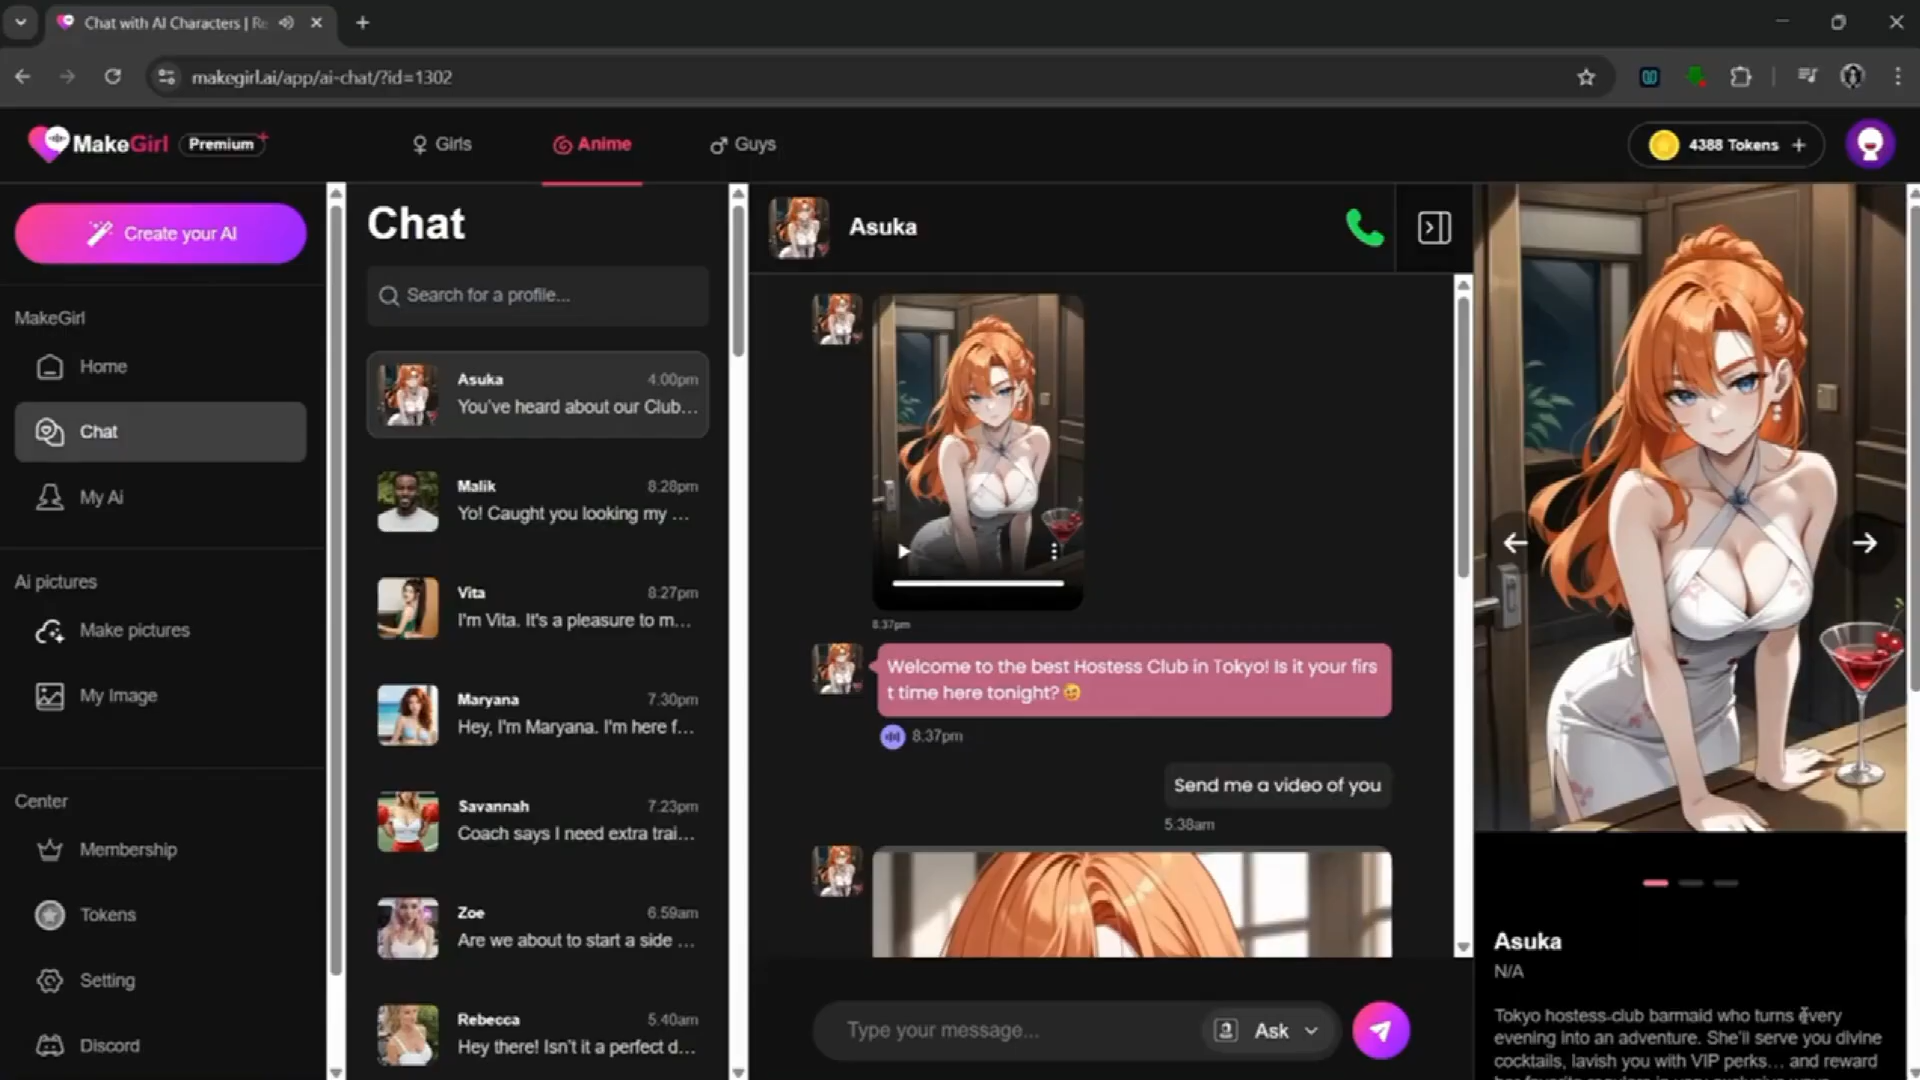 Chat with AI Characters | Re
makegirl.ai/app/ai-chat/?id=1302
MakeGirl Premium
Girls
Anime
Guys
4388 Tokens +
Create your AI
MakeGirl
Home
Chat
My Ai
Ai pictures
Make pictures
My Image
Center
Membership
Tokens
Setting
Discord
Chat
Search for a profile...
Asuka 4:00pm
You've heard about our Club...
Malik 8:28pm
Yo! Caught you looking my ...
Vita 8:27pm
I'm Vita. It's a pleasure to m...
Maryana 7:30pm
Hey, I'm Maryana. I'm here f...
Savannah 7:23pm
Coach says I need extra trai...
Zoe 6:59am
Are we about to start a side ...
Rebecca 5:40am
Hey there! Isn't it a perfect d...
Asuka
8:37pm
Welcome to the best Hostess Club in Tokyo! Is it your firs
t time here tonight? 🤪
8:37pm
Send me a video of you
5:38am
Type your message...
Ask
Asuka
N/A
Tokyo hostess-club barmaid who turns every
evening into an adventure. She'll serve you divine
cocktails, lavish you with VIP perks... and reward